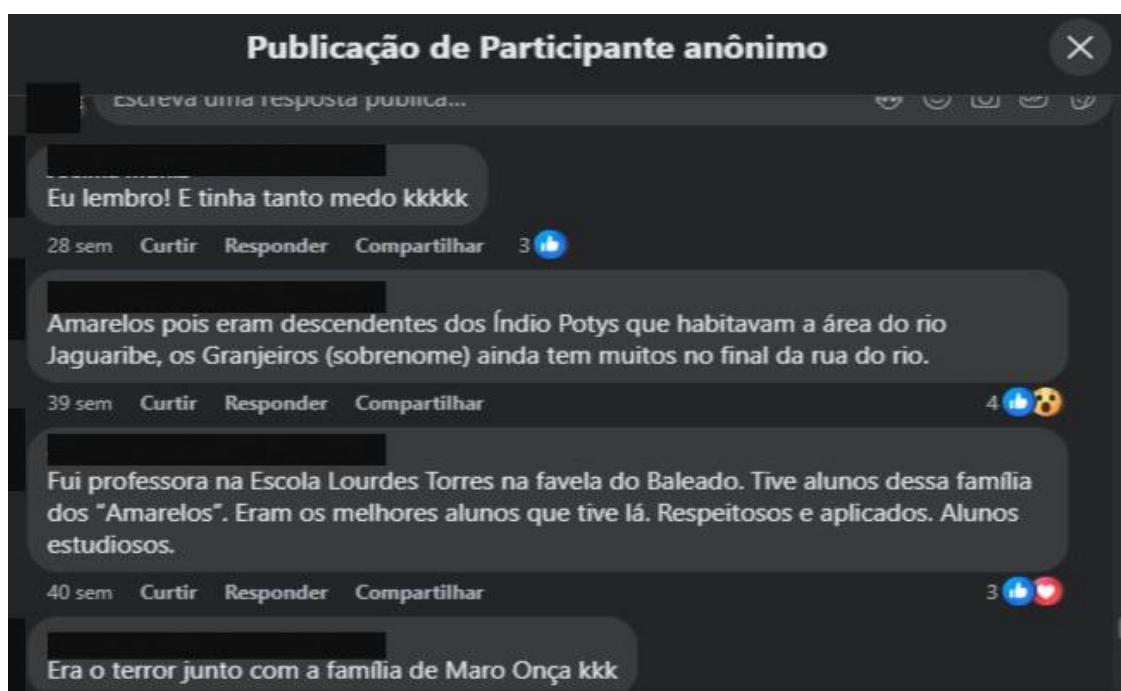 Publicação de Participante anônimo
Escreva uma resposta pública...
Eu lembro! E tinha tanto medo kkkkk
28 sem Curtir Responder Compartilhar 3
Amarelos pois eram descendentes dos Índio Potys que habitavam a área do rio
Jaguaribe, os Granjeiros (sobrenome) ainda tem muitos no final da rua do rio.
39 sem Curtir Responder Compartilhar 4
Fui professora na Escola Lourdes Torres na favela do Baleado. Tive alunos dessa família
dos “Amarelos”. Eram os melhores alunos que tive lá. Respeitosos e aplicados. Alunos
estudiosos.
40 sem Curtir Responder Compartilhar 3
Era o terror junto com a família de Maro Onça kkk